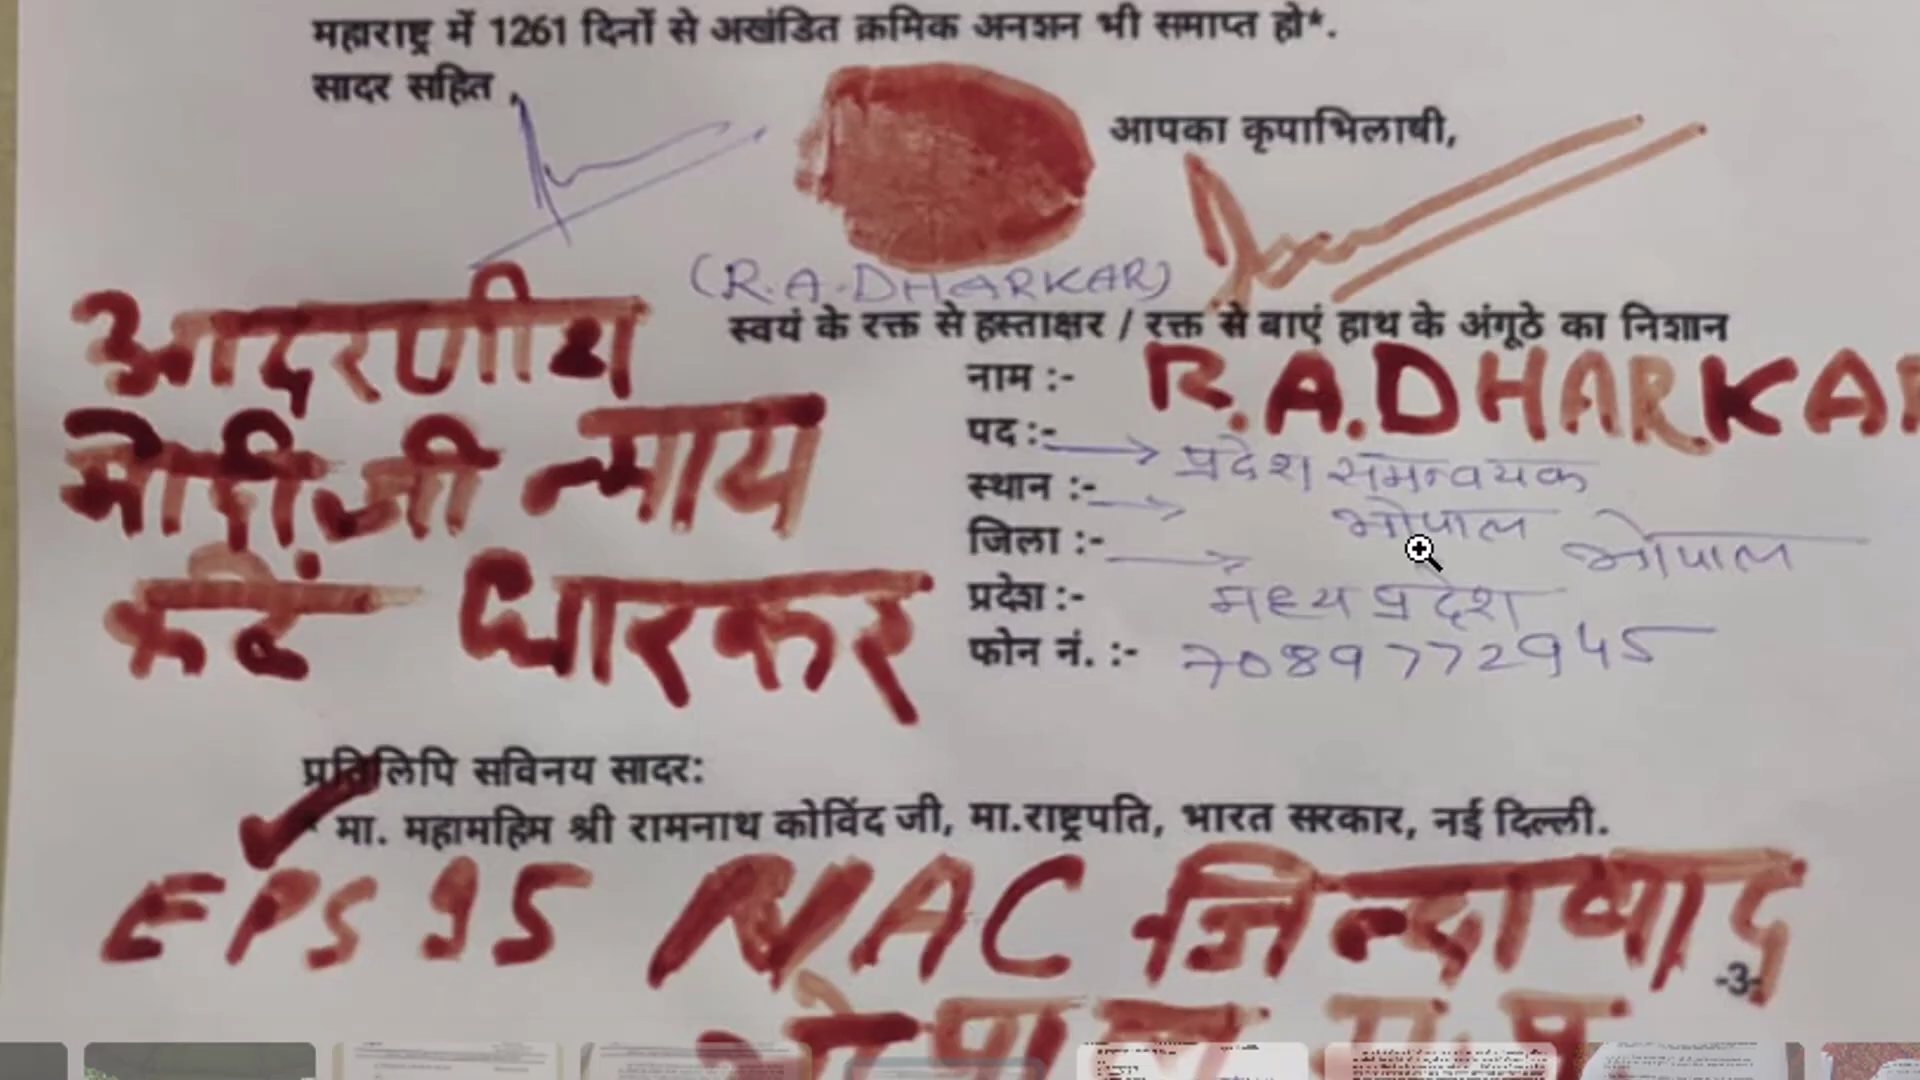 महाराष्ट्र में 1261 दिनों से अखंडित क्रमिक अनशन भी समाप्त हो*.
सादर सहित ,
आपका कृपाभिलाषी,
(R.A.DHARKAR)
स्वयं के रक्त से हस्ताक्षर / रक्त से बाएं हाथ के अंगूठे का निशान
आदरणीय
मोदी जी न्याय
करें धारकर
नाम :- R.A.DHARKAR
पद :- प्रदेश समन्वयक
स्थान :- भोपाल
जिला :- भोपाल
प्रदेश :- मध्य प्रदेश
फोन नं. :- 7089772945
प्रतिलिपि सविनय सादर:
* मा. महामहिम श्री रामनाथ कोविंद जी, मा.राष्ट्रपति, भारत सरकार, नई दिल्ली.
EPS 95 NAC जिन्दाबाद
-3-